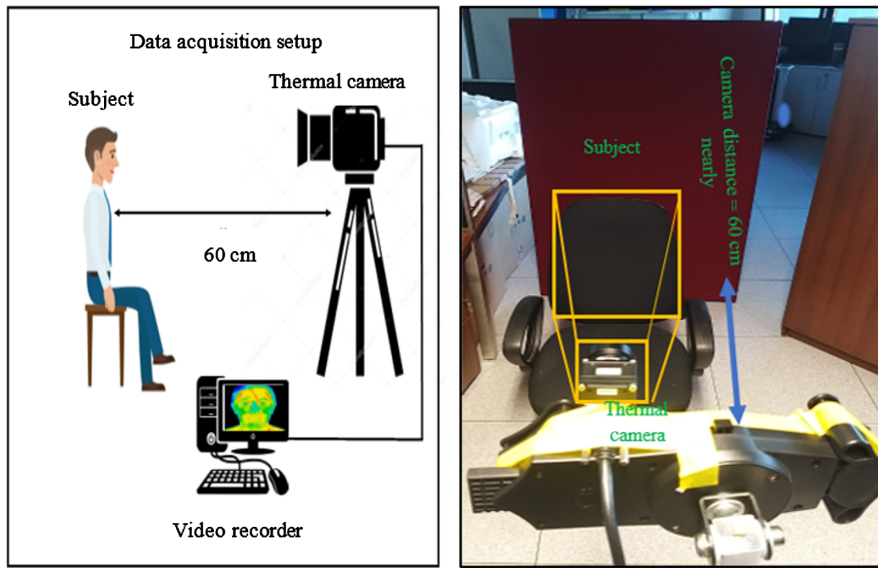 Data acquisition setup
Thermal camera
Subject
60 cm
Video recorder
Subject
Camera distance = 60 cm
nearly
Thermal
camera